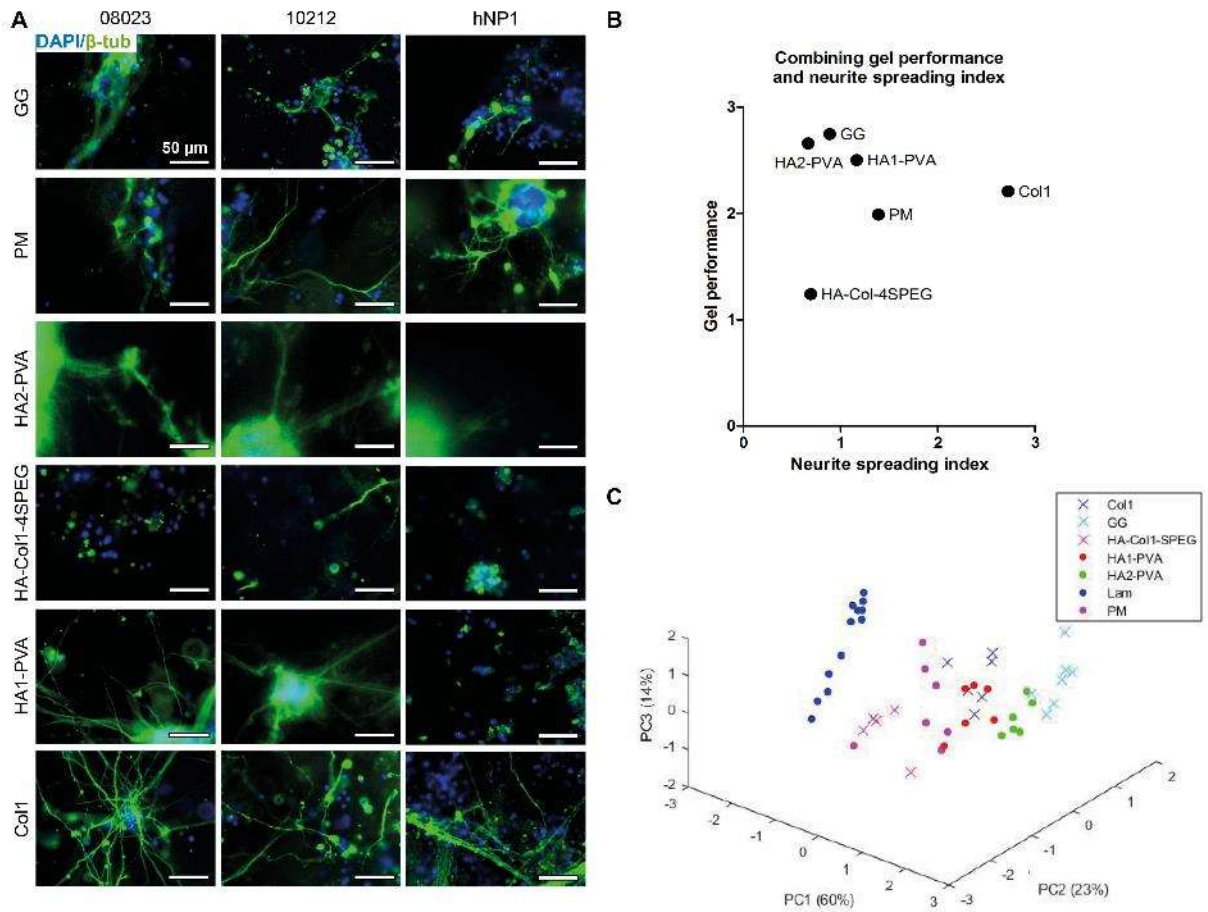 A
08023
10212
hNP1
DAPI/β-tub
50 µm
GG
PM
HA2-PVA
HA-Col1-4SPEG
HA1-PVA
Col1
B
Combining gel performance
and neurite spreading index
Gel performance
3
2
1
0
GG
HA2-PVA
HA1-PVA
Col1
PM
HA-Col-4SPEG
0
1
2
3
Neurite spreading index
C
Col1
GG
HA-Col1-SPEG
HA1-PVA
HA2-PVA
Lam
PM
PC3 (14%)
2
1
0
-1
-2
-3
-2
-1
0
1
2
3
PC1 (60%)
-3
-2
-1
0
1
2
PC2 (23%)